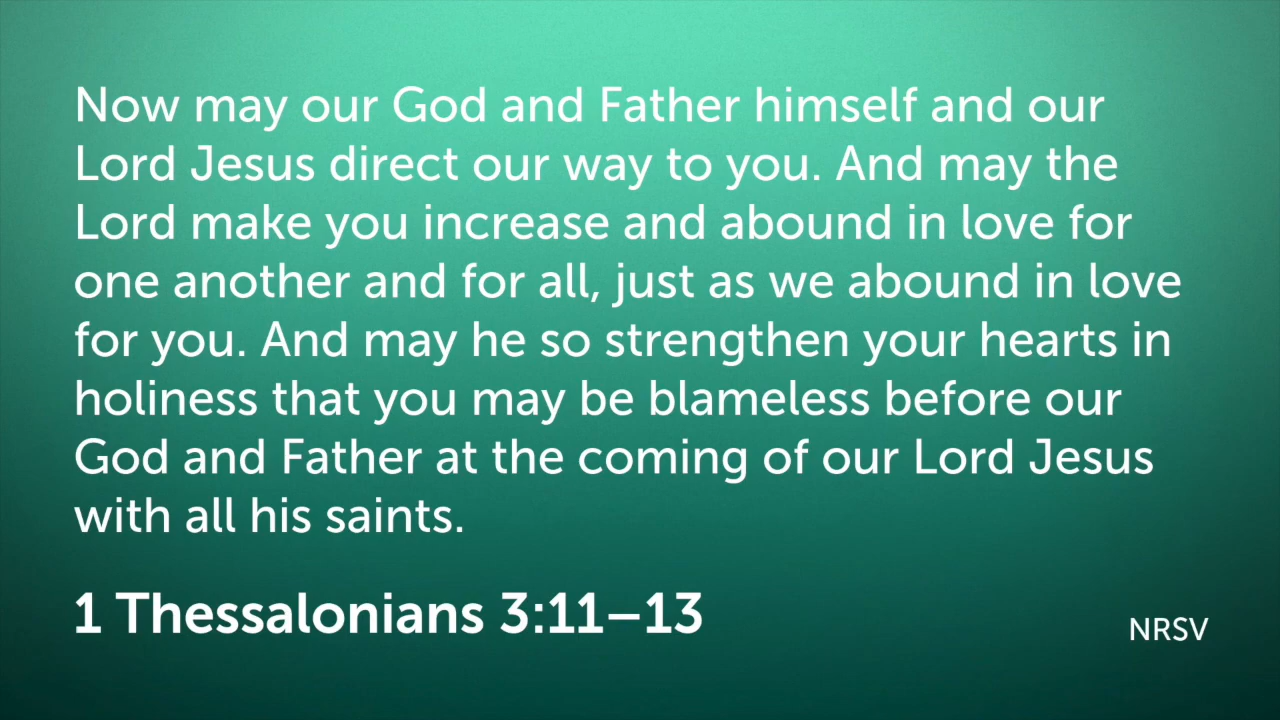 Now may our God and Father himself and our
Lord Jesus direct our way to you. And may the
Lord make you increase and abound in love for
one another and for all, just as we abound in love
for you. And may he so strengthen your hearts in
holiness that you may be blameless before our
God and Father at the coming of our Lord Jesus
with all his saints.
1 Thessalonians 3:11–13
NRSV